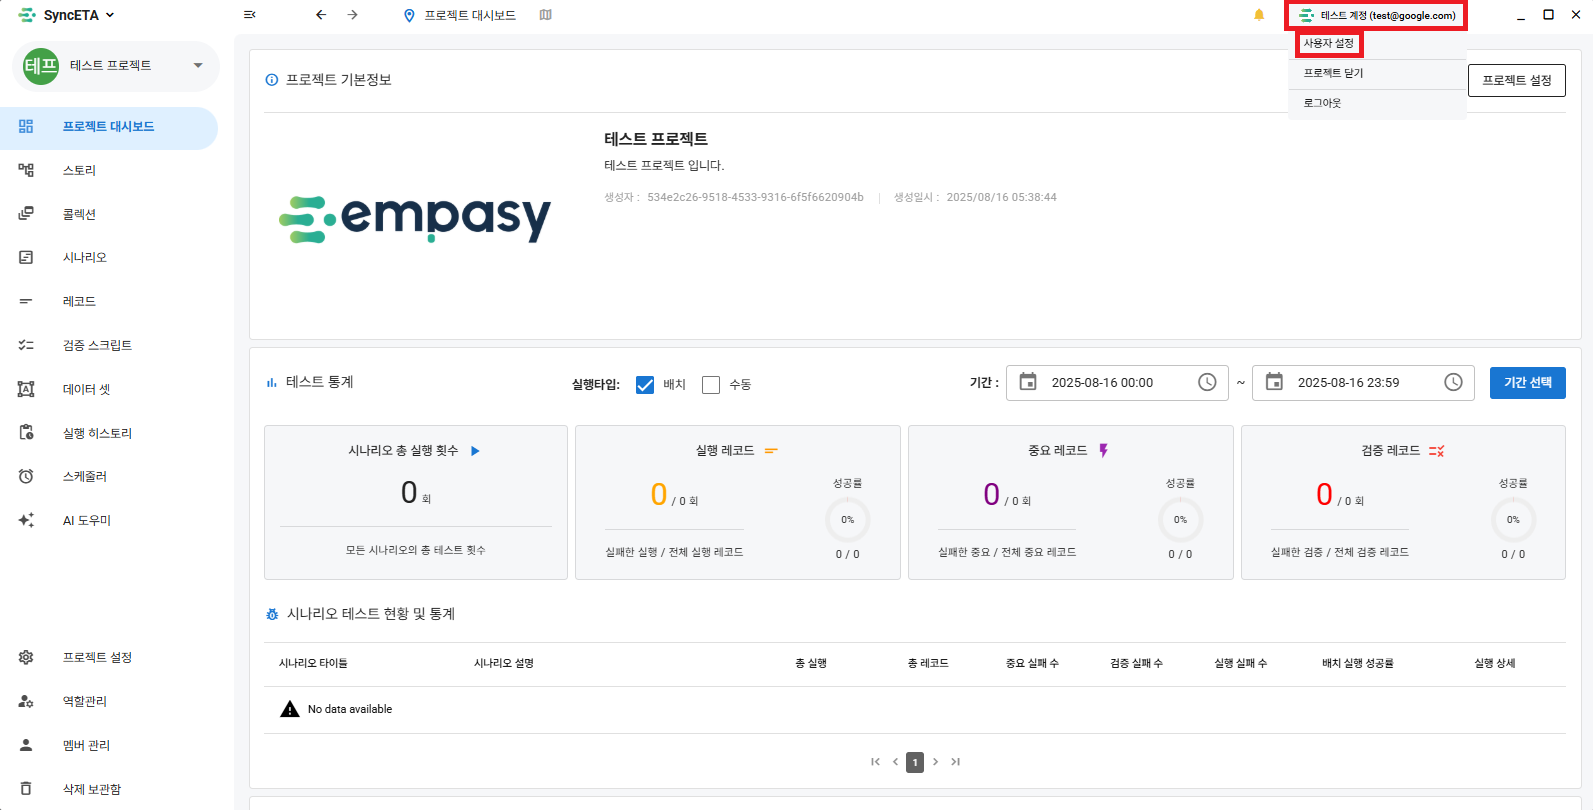 SyncETA
프로젝트 대시보드
테스트 계정 (test@google.com)
사용자 설정
프로젝트 닫기
로그아웃
테프
테스트 프로젝트
프로젝트 대시보드
스토리
콜렉션
시나리오
레코드
검증 스크립트
데이터 셋
실행 히스토리
스케줄러
AI 도우미
프로젝트 설정
역할관리
멤버 관리
삭제 보관함
프로젝트 기본정보
프로젝트 설정
empasy
테스트 프로젝트
테스트 프로젝트 입니다.
생성자 : 534e2c26-9518-4533-9316-6f5f6620904b | 생성일시 : 2025/08/16 05:38:44
테스트 통계
실행타입: 배치 수동
기간 : 2025-08-16 00:00 ~ 2025-08-16 23:59 기간 선택
시나리오 총 실행 횟수
0 회
모든 시나리오의 총 테스트 횟수
실행 레코드
0 / 0 회
실패한 실행 / 전체 실행 레코드
성공률
0%
0 / 0
중요 레코드
0 / 0 회
실패한 중요 / 전체 중요 레코드
성공률
0%
0 / 0
검증 레코드
0 / 0 회
실패한 검증 / 전체 검증 레코드
성공률
0%
0 / 0
시나리오 테스트 현황 및 통계
시나리오 타이틀 시나리오 설명 총 실행 총 레코드 중요 실패 수 검증 실패 수 실행 실패 수 배치 실행 성공률 실행 상세
No data available
1